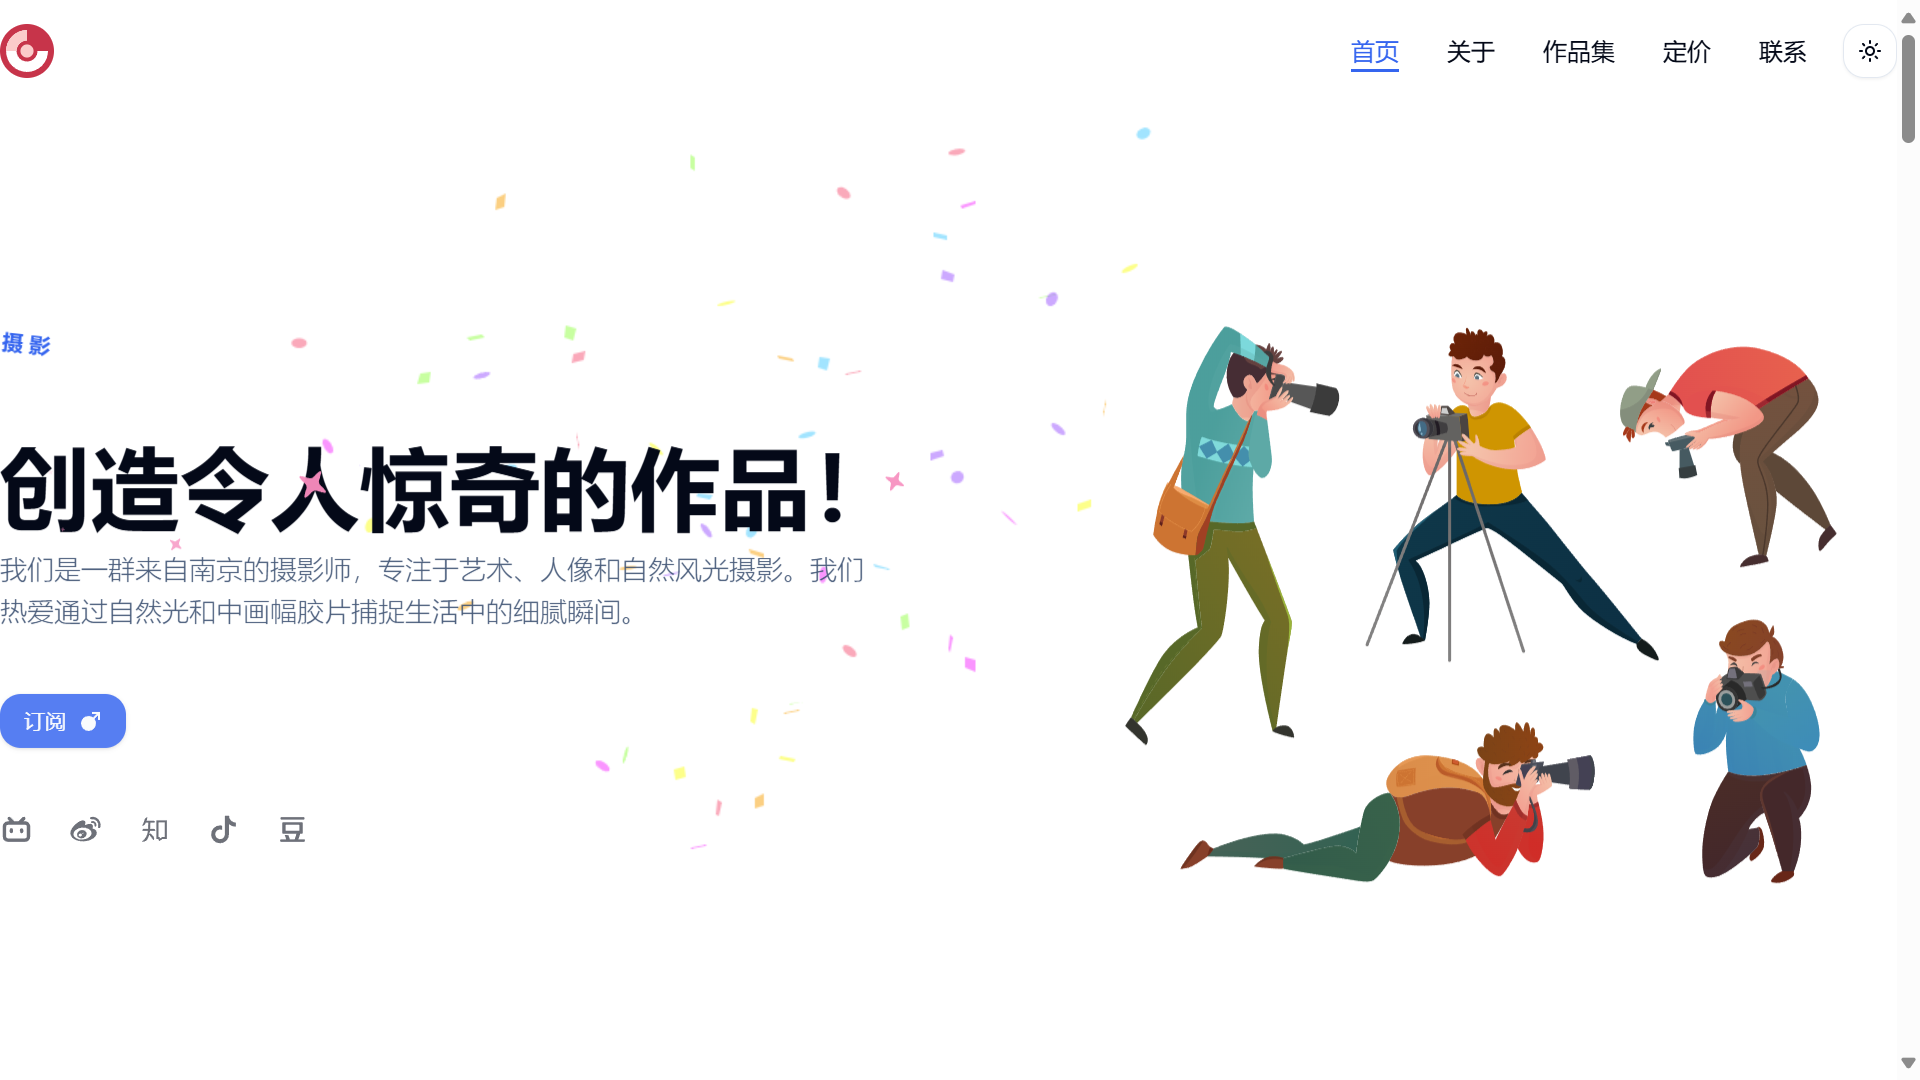 首页 关于 作品集 定价 联系
摄影
创造令人惊奇的作品！
我们是一群来自南京的摄影师，专注于艺术、人像和自然风光摄影。我们
热爱通过自然光和中画幅胶片捕捉生活中的细腻瞬间。
订阅
知 豆